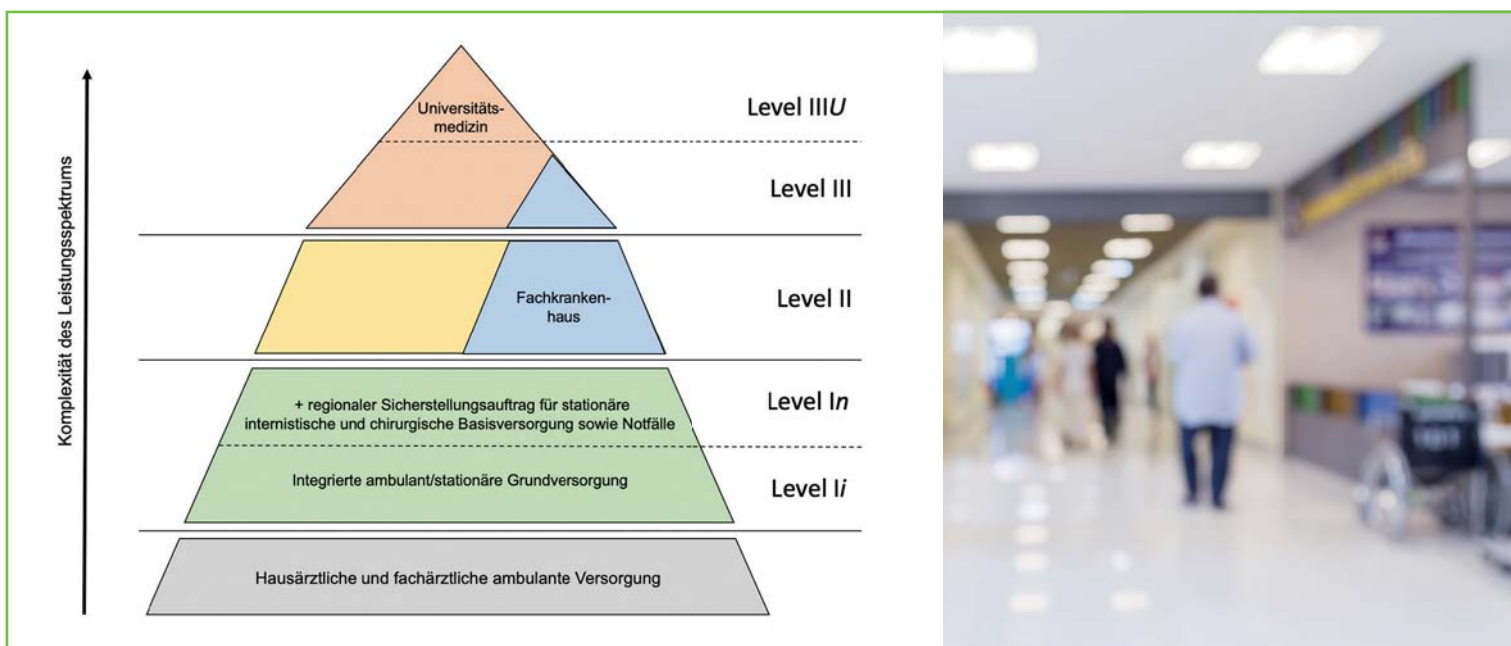 Komplexität des Leistungsspektrums
Universitäts-
medizin
Level IIIU
Level III
Fachkranken-
haus
Level II
+ regionaler Sicherstellungsauftrag für stationäre
internistische und chirurgische Basisversorgung sowie Notfälle
Level In
Integrierte ambulant/stationäre Grundversorgung
Level Ii
Hausärztliche und fachärztliche ambulante Versorgung